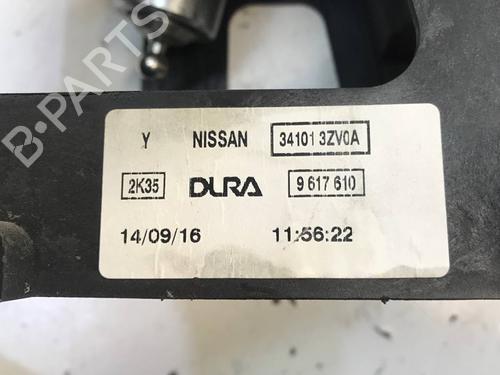 Y NISSAN 34101 3ZV0A
2K35 DURA 9 617 610
14/09/16 11:56:22
B-PARTS